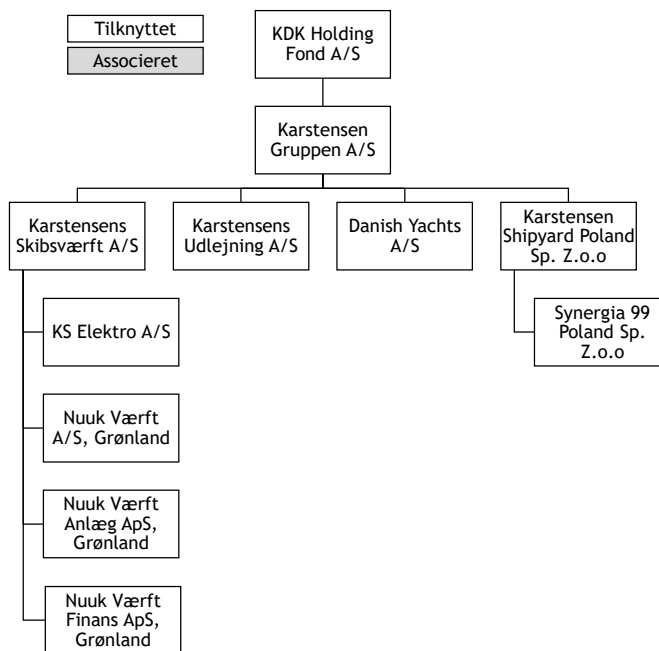 Tilknyttet
Associeret
KDK Holding
Fond A/S
Karstensen
Gruppen A/S
Karstensens
Skibsværft A/S
Karstensens
Udlejning A/S
Danish Yachts
A/S
Karstensen
Shipyard Poland
Sp. Z.o.o
KS Elektro A/S
Nuuk Værft
A/S, Grønland
Nuuk Værft
Anlæg ApS,
Grønland
Nuuk Værft
Finans ApS,
Grønland
Synergia 99
Poland Sp.
Z.o.o